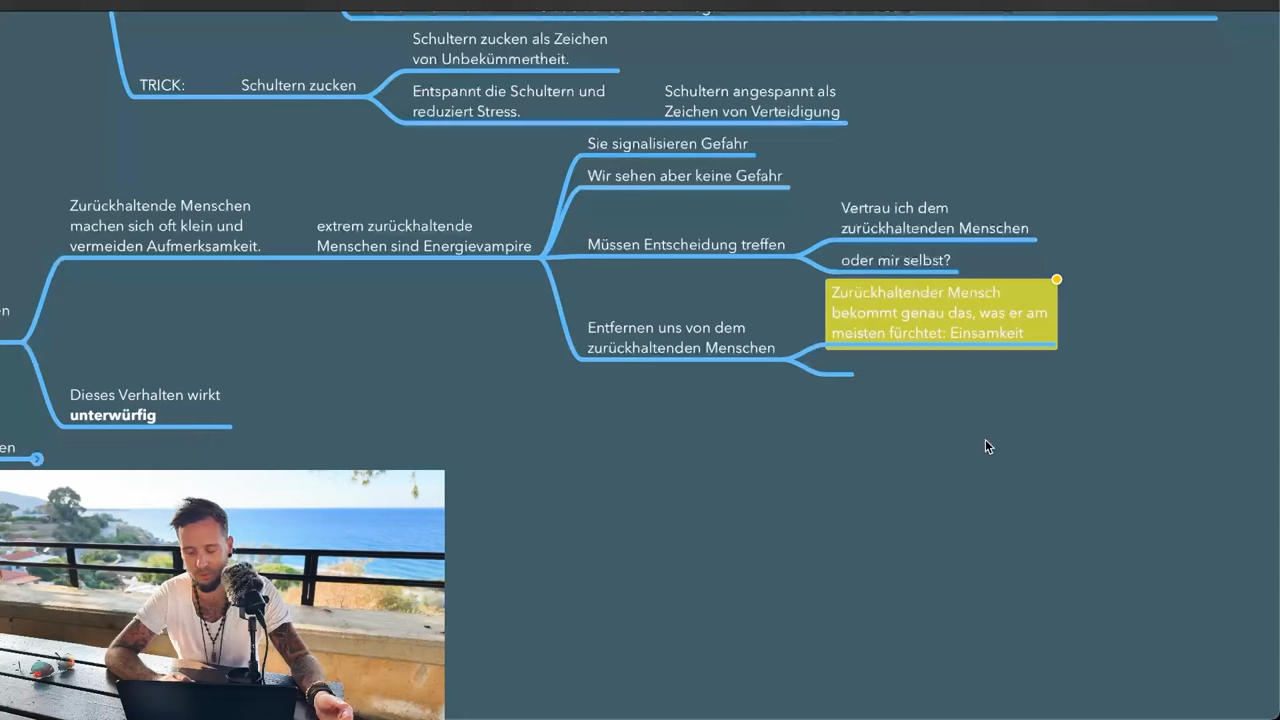 Schultern zucken als Zeichen
von Unbekümmertheit.
TRICK:
Schultern zucken
Entspannt die Schultern und
reduziert Stress.
Schultern angespannt als
Zeichen von Verteidigung
Sie signalisieren Gefahr
Wir sehen aber keine Gefahr
Zurückhaltende Menschen
machen sich oft klein und
vermeiden Aufmerksamkeit.
extrem zurückhaltende
Menschen sind Energievampire
Müssen Entscheidung treffen
Vertrau ich dem
zurückhaltenden Menschen
oder mir selbst?
Entfernen uns von dem
zurückhaltenden Menschen
Zurückhaltender Mensch
bekommt genau das, was er am
meisten fürchtet: Einsamkeit
en
Dieses Verhalten wirkt
unterwürfig
en